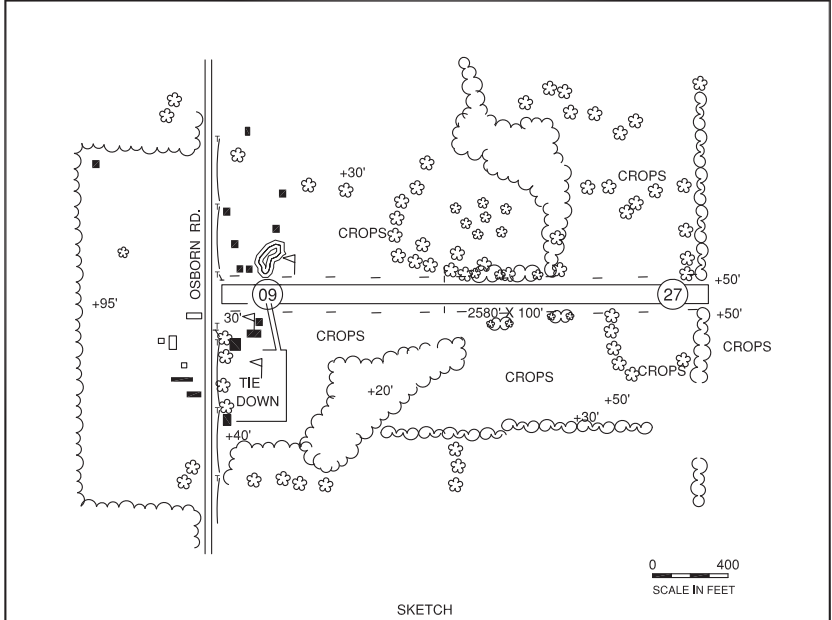 +30'
CROPS
OSBORN RD.
CROPS
+50'
09
27
+95'
2580' X 100'
30'
+50'
CROPS
CROPS
CROPS
CROPS
TIE
DOWN
+20'
+50'
+30'
+40'
0 400
SCALE IN FEET
SKETCH